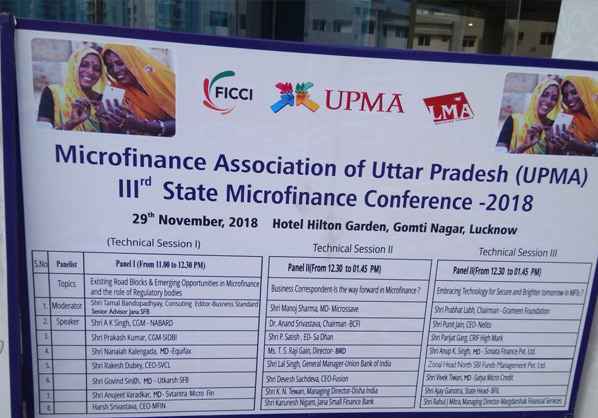 FICCI
UPMA
LMA
Microfinance Association of Uttar Pradesh (UPMA)
IIIrd State Microfinance Conference -2018
29th November, 2018 Hotel Hilton Garden, Gomti Nagar, Lucknow
(Technical Session I)
S.No Panelist Panel I (From 11.00 to 12.30 PM)
Topics Existing Road Blocks & Emerging Opportunities in Microfinance
and the role of Regulatory bodies
1. Moderator Shri Tamal Bandopadhyay, Consulting Editor-Business Standard
Senior Advisor Jana SFB
2. Speaker Shri A K Singh, CGM - NABARD
3. Shri Prakash Kumar, CGM-SIDBI
4. Shri Nanaiah Kalengada, MD -Equifax
5. Shri Rakesh Dubey, CEO-SVCL
6. Shri Govind Singh, MD - Utkarsh SFB
7. Shri Anujeet Varadkar, MD- Svtantra Micro Fin
8. Harsh Srivastava, CEO-MFIN
Technical Session II
Panel II(From 12.30 to 01.45 PM)
Business Correspondent-is the way forward in Microfinance ?
Shri Manoj Sharma, MD- Microsave
Dr. Anand Srivastava, Chairman -BCFI
Shri P. Satish , ED- Sa Dhan
Ms. T.S. Raji Gain, Director- BIRD
Shri Lal Singh, General Manager-Union Bank of India
Shri Devesh Sachdeva, CEO-Fusion
Shri K. N. Tewari, Managing Director-Disha India
Shri Karunesh Nigam, Jana Small Finance Bank
Technical Session III
Panel II(From 12.30 to 01.45 PM)
Embracing Technology for Secure and Brighten tomorrow in MFIs ?
Shri Prabhat Labh, Chairman - Grameen Foundation
Shri Punit Jain, CEO- Nelito
Shri Parijat Garg, CRIF High Mark
Shri Anup K. Singh, MD - Sonata Finance Pvt. Ltd.
Zonal Head North SBI Funds Management Pvt. Ltd.
Shri Vivek Tiwari, MD -Satya Micro Credit
Shri Ajay Ganotra, State Head- BFIL
Shri Rahul Mitra, Managing Director-Magdarshak Financial Services